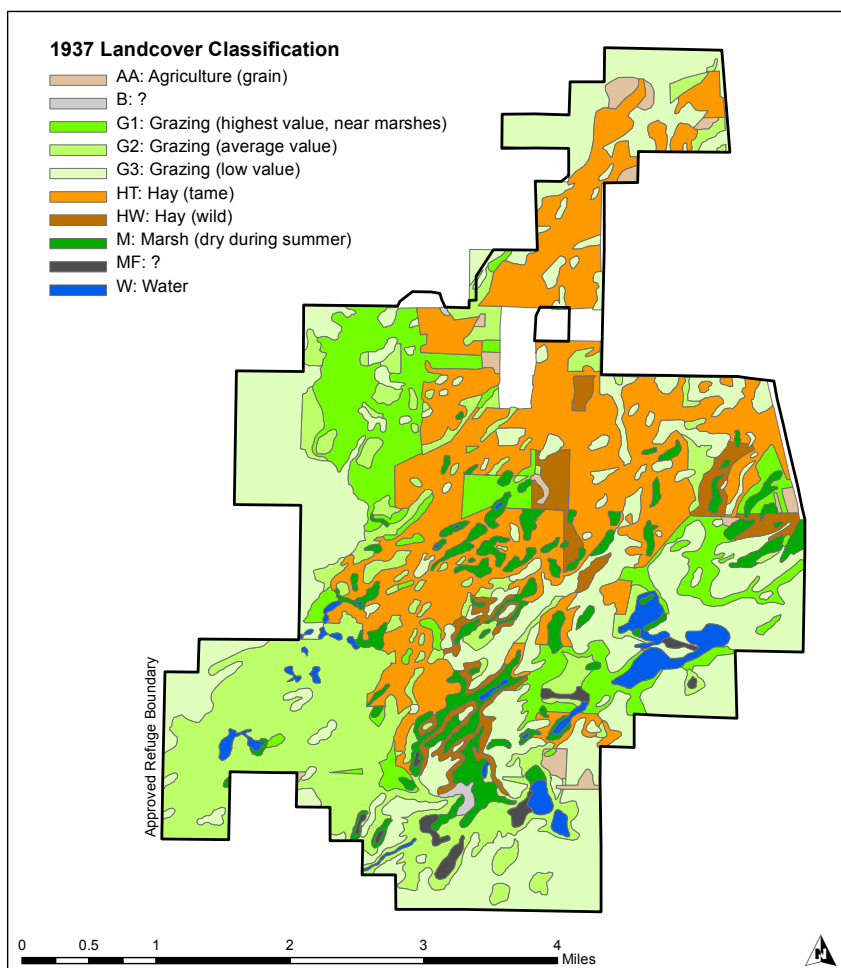 1937 Landcover Classification
AA: Agriculture (grain)
B: ?
G1: Grazing (highest value, near marshes)
G2: Grazing (average value)
G3: Grazing (low value)
HT: Hay (tame)
HW: Hay (wild)
M: Marsh (dry during summer)
MF: ?
W: Water
Approved Refuge Boundary
0 0.5 1 2 3 4
Miles
N